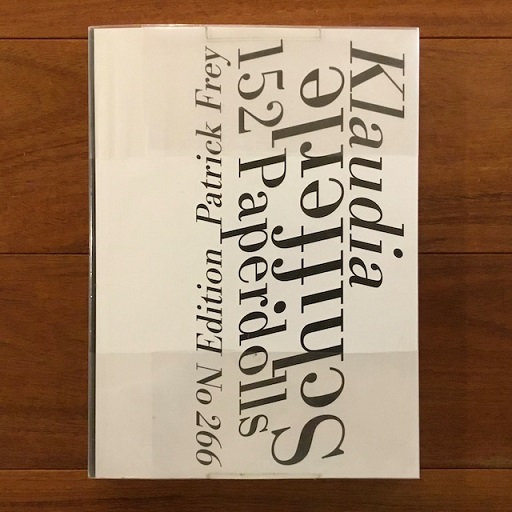 Klaudia
Schifferle
152 Paperdolls
Edition Patrick Frey
No 266